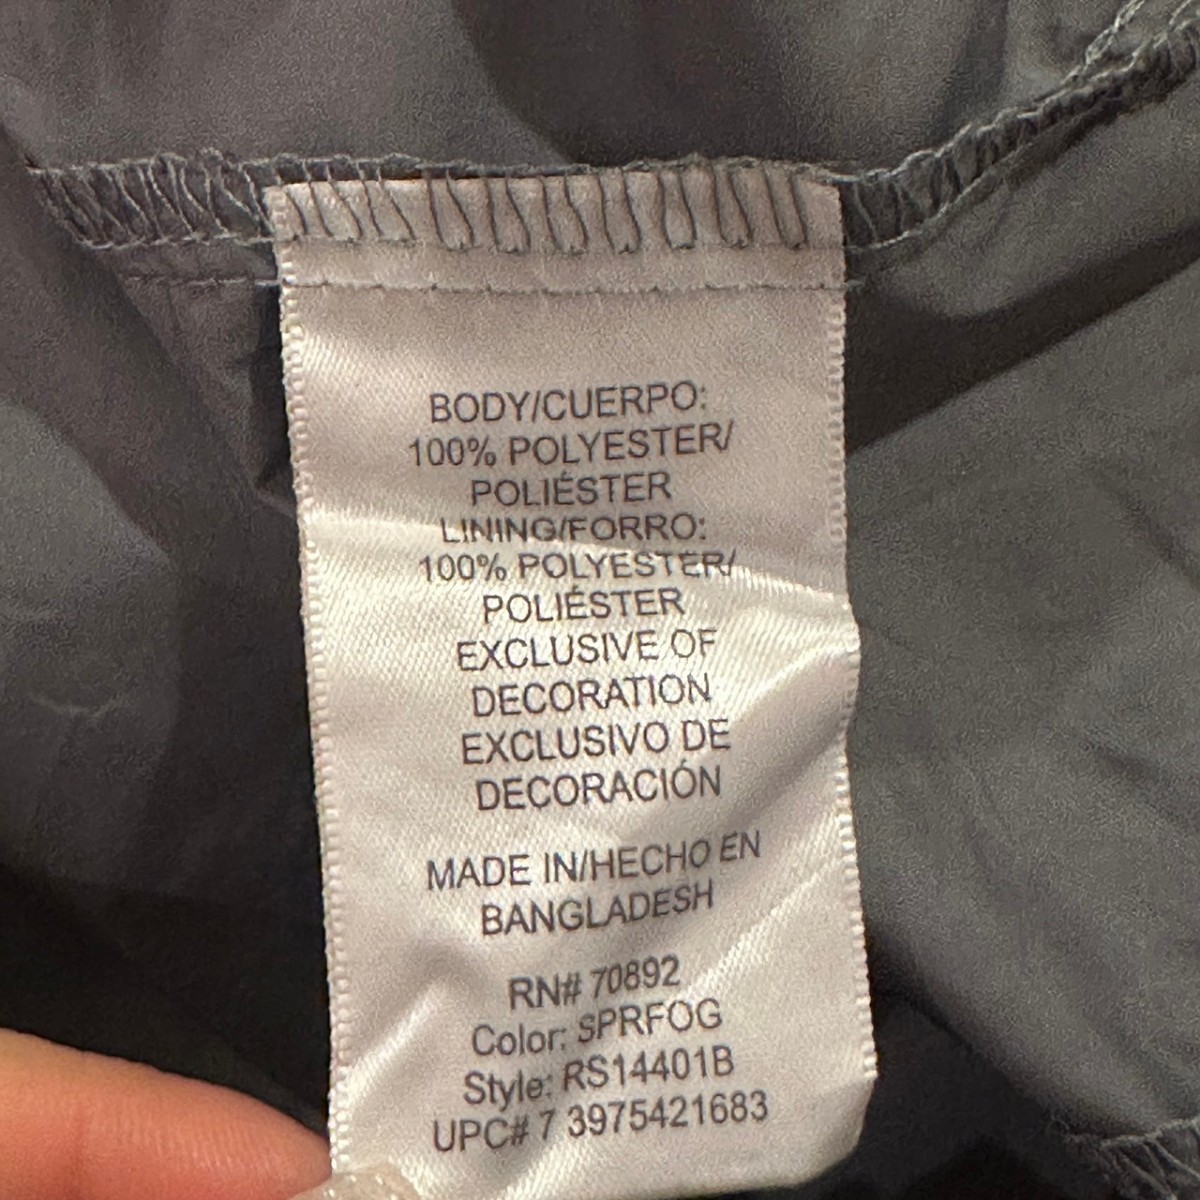 BODY/CUERPO:
100% POLYESTER/
POLIÉSTER
LINING/FORRO:
100% POLYESTER/
POLIÉSTER
EXCLUSIVE OF
DECORATION
EXCLUSIVO DE
DECORACIÓN
MADE IN/HECHO EN
BANGLADESH
RN# 70892
Color: SPRFOG
Style: RS14401B
UPC# 7 3975421683